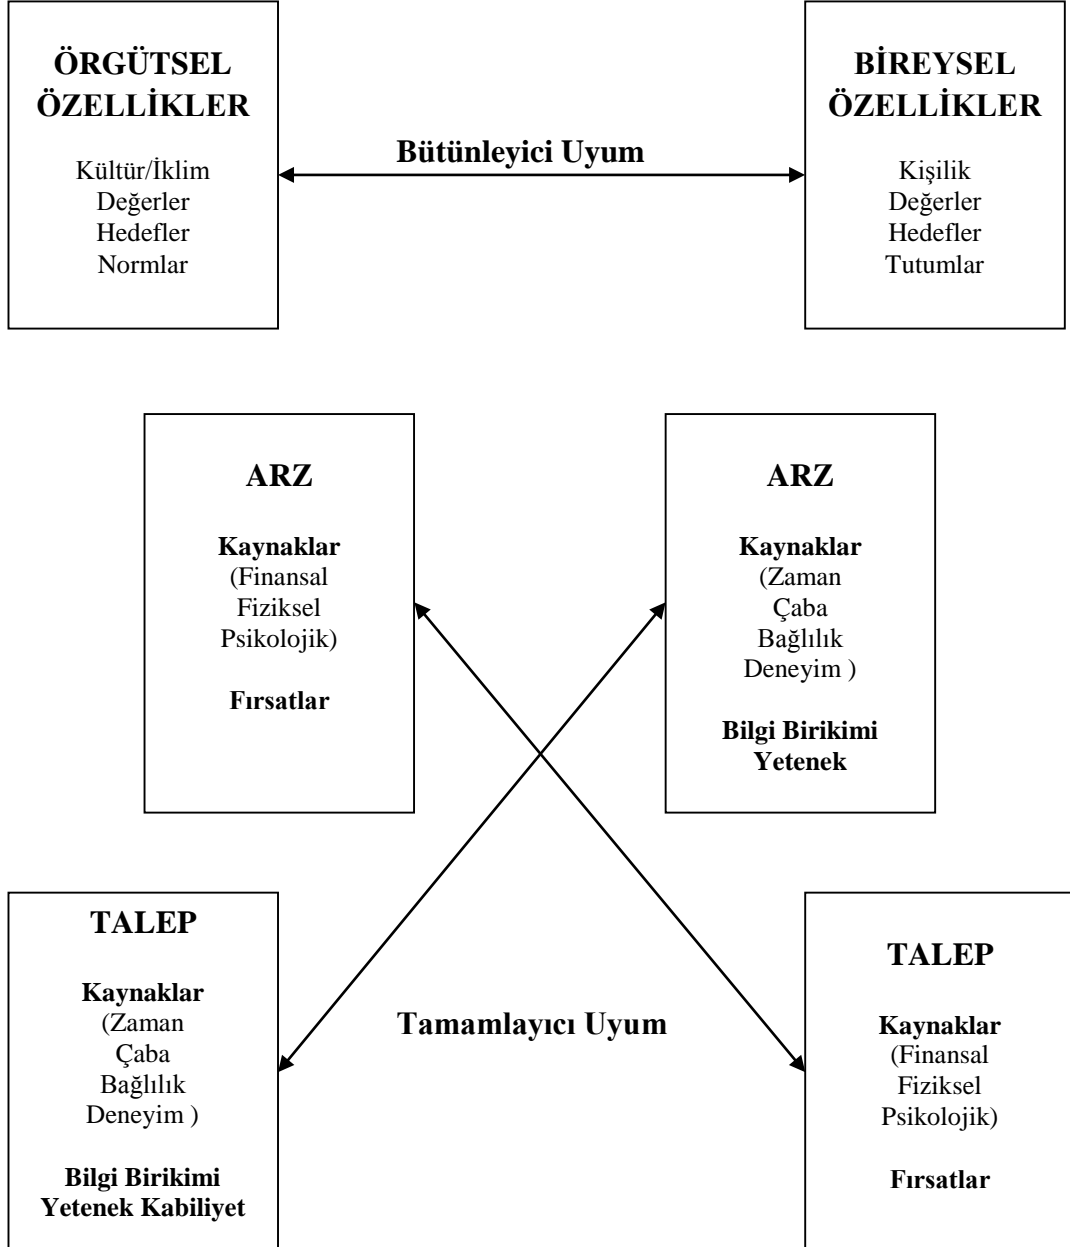 ÖRGÜTSEL
ÖZELLİKLER
Kültür/İklim
Değerler
Hedefler
Normlar
Bütünleyici Uyum
BİREYSEL
ÖZELLİKLER
Kişilik
Değerler
Hedefler
Tutumlar
ARZ
Kaynaklar
(Finansal
Fiziksel
Psikolojik)
Fırsatlar
ARZ
Kaynaklar
(Zaman
Çaba
Bağlılık
Deneyim )
Bilgi Birikimi
Yetenek
TALEP
Kaynaklar
(Zaman
Çaba
Bağlılık
Deneyim )
Bilgi Birikimi
Yetenek Kabiliyet
Tamamlayıcı Uyum
TALEP
Kaynaklar
(Finansal
Fiziksel
Psikolojik)
Fırsatlar